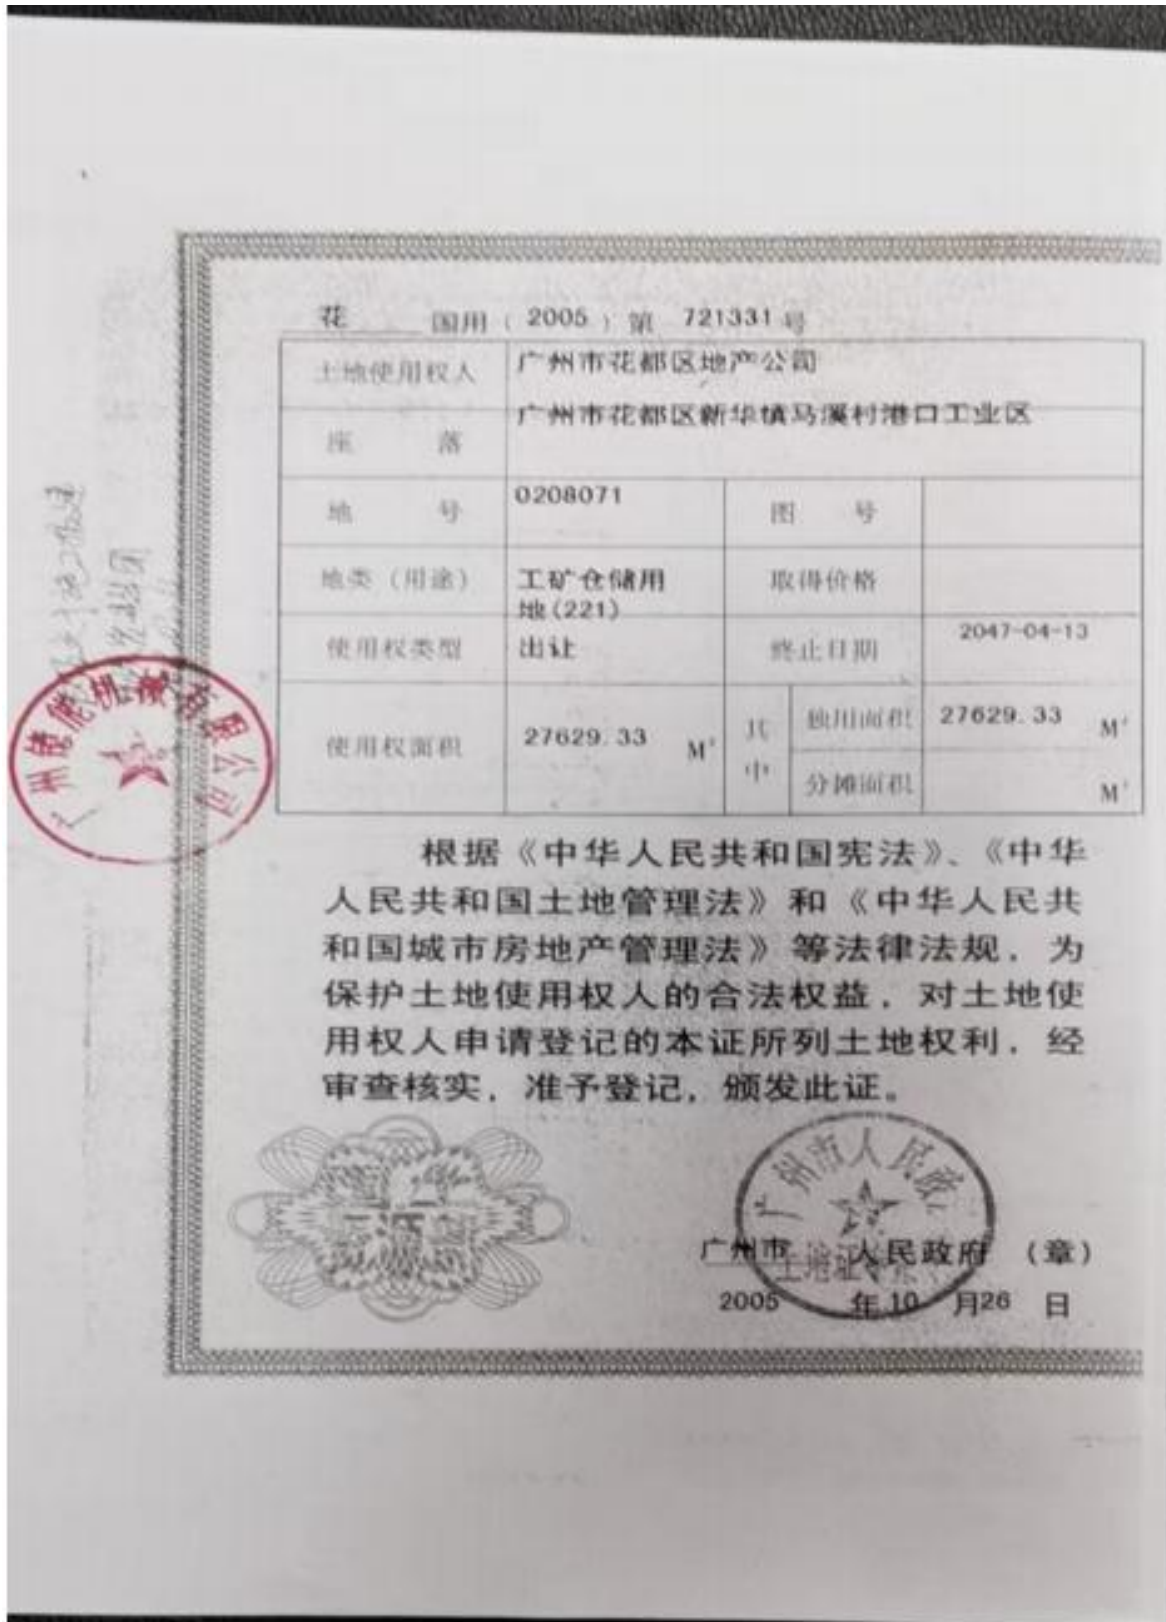 花 国用（2005）第 721331 号
土地使用权人 广州市花都区地产公司
座 落 广州市花都区新华镇马溪村港口工业区
地 号 0208071 图 号
地类（用途） 工矿仓储用地(221) 取得价格
使用权类型 出让 终止日期 2047-04-13
使用权面积 27629.33 M² 其中 独用面积 27629.33 M²
分摊面积 M²
根据《中华人民共和国宪法》、《中华
人民共和国土地管理法》和《中华人民共
和国城市房地产管理法》等法律法规，为
保护土地使用权人的合法权益，对土地使
用权人申请登记的本证所列土地权利，经
审查核实，准予登记，颁发此证。
广州市人民政
广州市 人民政府 （章）
2005 年 10 月 26 日